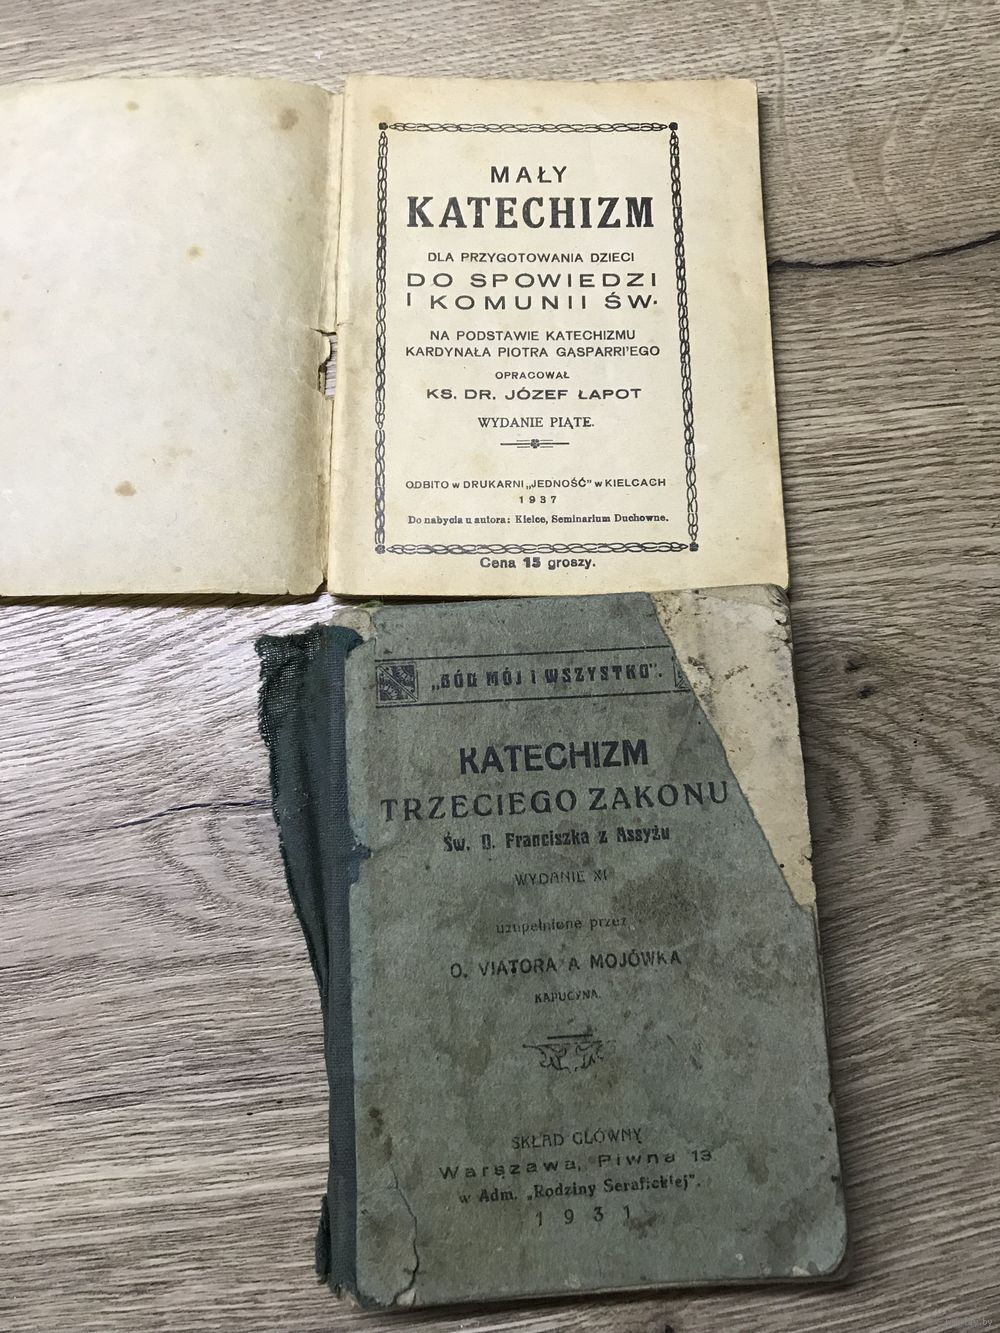 MAŁY
KATECHIZM
DLA PRZYGOTOWANIA DZIECI
DO SPOWIEDZI
I KOMUNII ŚW.
NA PODSTAWIE KATECHIZMU
KARDYNAŁA PIOTRA GASPARRI'EGO
OPRACOWAŁ
KS. DR. JÓZEF ŁAPOT
WYDANIE PIĄTE.
ODBITO w DRUKARNI „JEDNOŚĆ” w KIELCACH
1937
Do nabycia u autora: Kielce, Seminarium Duchowne.
Cena 15 groszy.
„BÓG MÓJ I WSZYSTKO”.
KATECHIZM
TRZECIEGO ZAKONU
Św. O. Franciszka z Assyżu
WYDANIE XI
uzupełnione przez
O. VIATORA A MOJÓWKA
KAPUCYNA.
SKŁAD GŁÓWNY
Warszawa, Piwna 13
w Adm. „Rodziny Serafickiej”.
1931